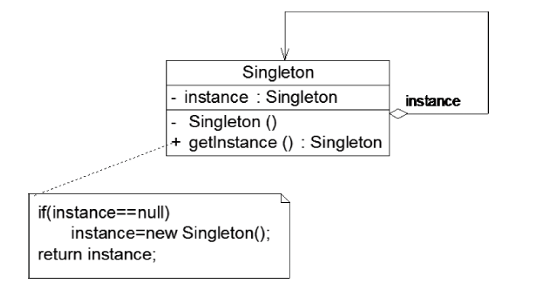 Singleton
- instance : Singleton
instance
- Singleton ()
+ getInstance () : Singleton
if(instance==null)
instance=new Singleton();
return instance;